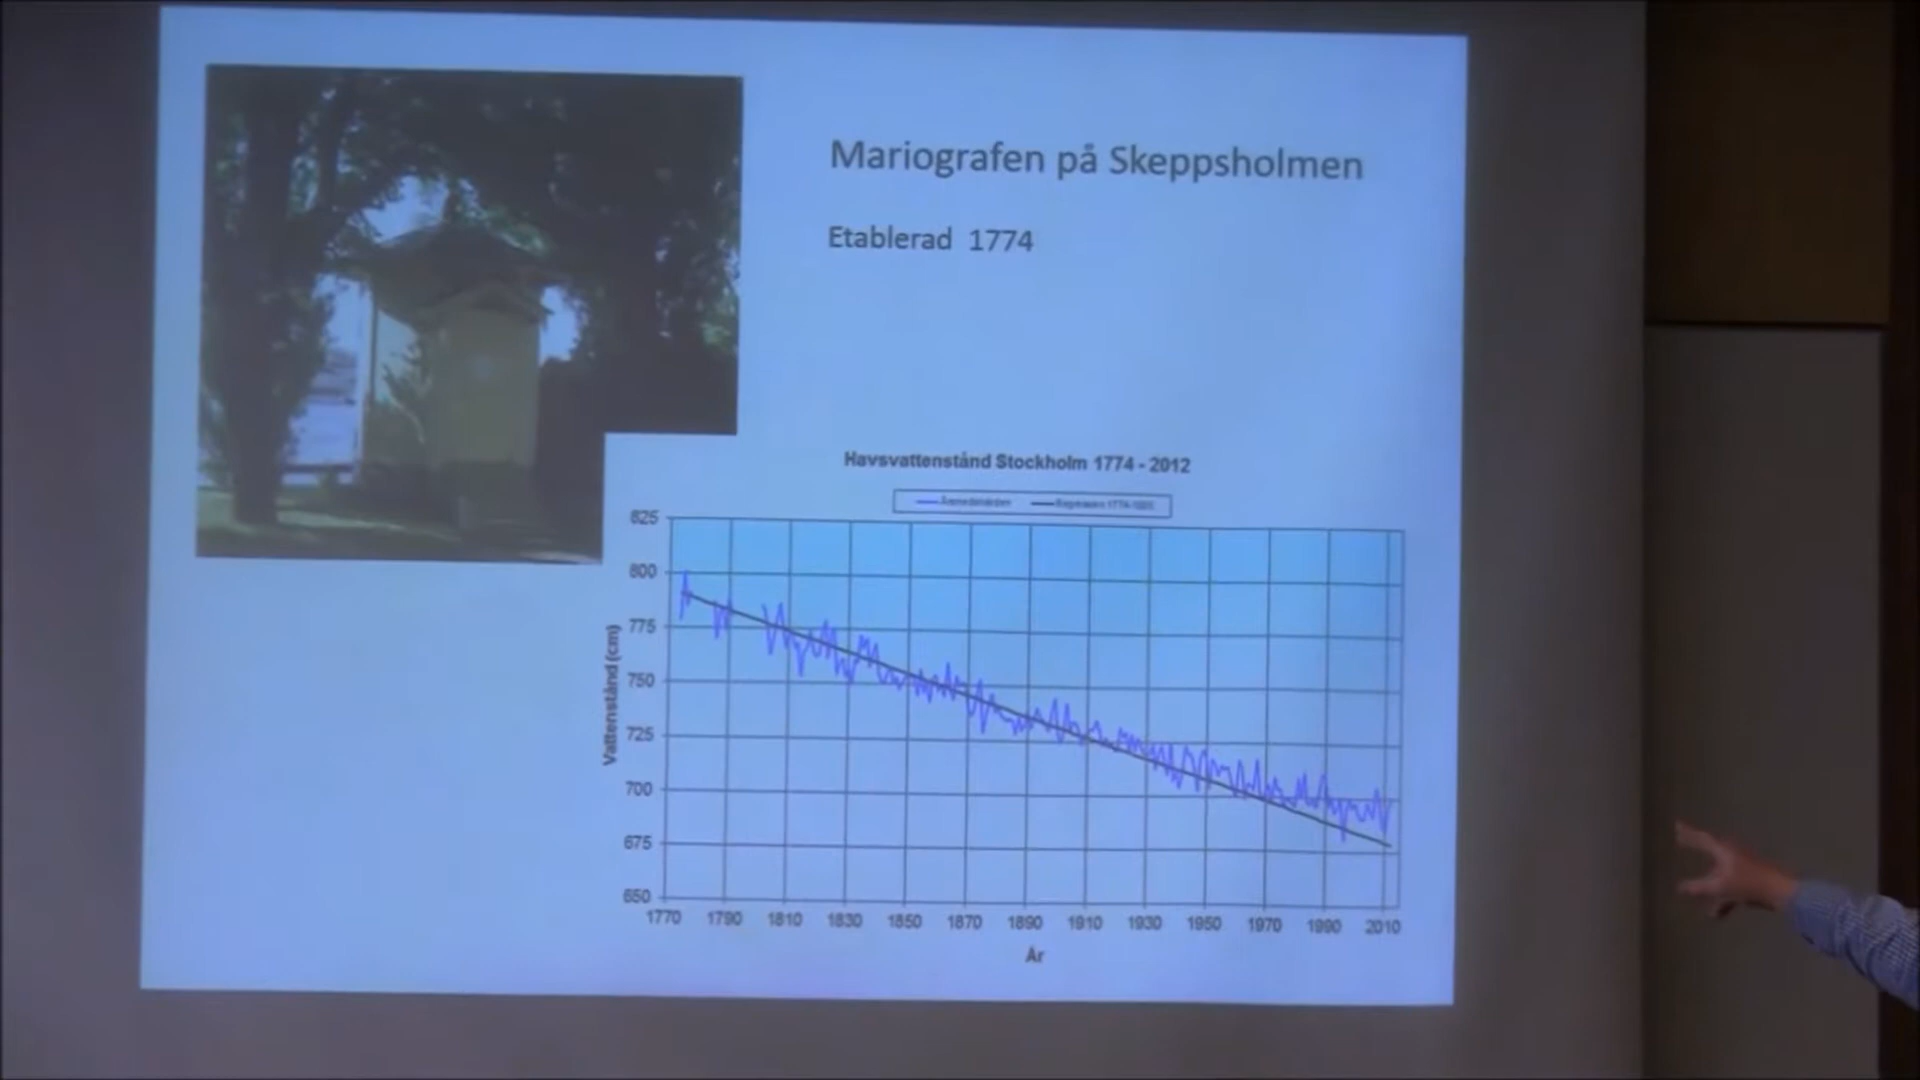 Mariografen på Skeppsholmen
Etablerad 1774
Havsvattenstånd Stockholm 1774 - 2012
825
800
775
750
725
700
675
650
Vattenstånd (cm)
1770 1790 1810 1830 1850 1870 1890 1910 1930 1950 1970 1990 2010
År